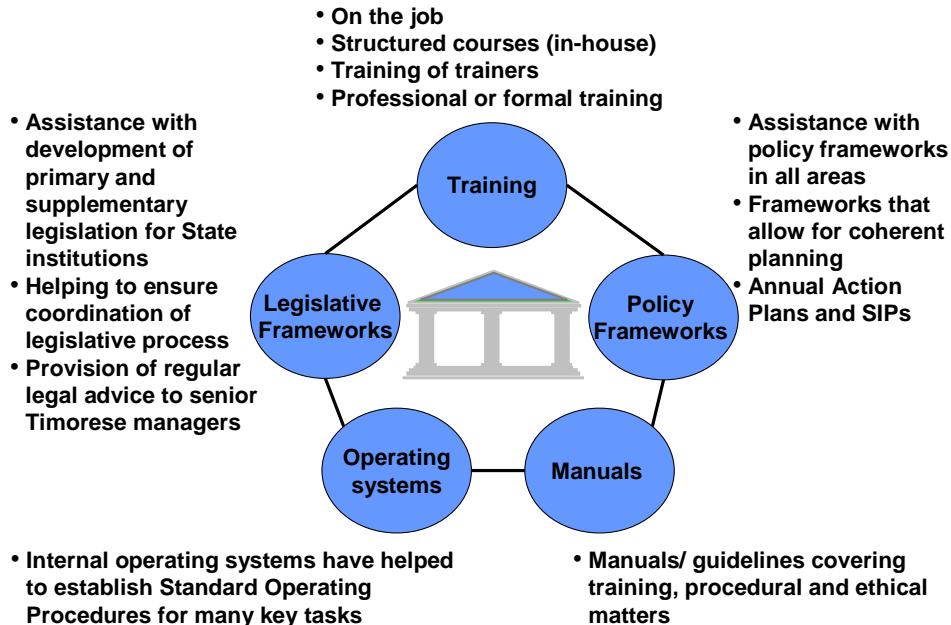 • On the job
• Structured courses (in-house)
• Training of trainers
• Professional or formal training
• Assistance with
development of
primary and
supplementary
legislation for State
institutions
• Helping to ensure
coordination of
legislative process
• Provision of regular
legal advice to senior
Timorese managers
Training
• Assistance with
policy frameworks
in all areas
• Frameworks that
allow for coherent
planning
• Annual Action
Plans and SIPs
Legislative
Frameworks
Policy
Frameworks
Operating
systems
Manuals
• Internal operating systems have helped
to establish Standard Operating
Procedures for many key tasks
• Manuals/ guidelines covering
training, procedural and ethical
matters